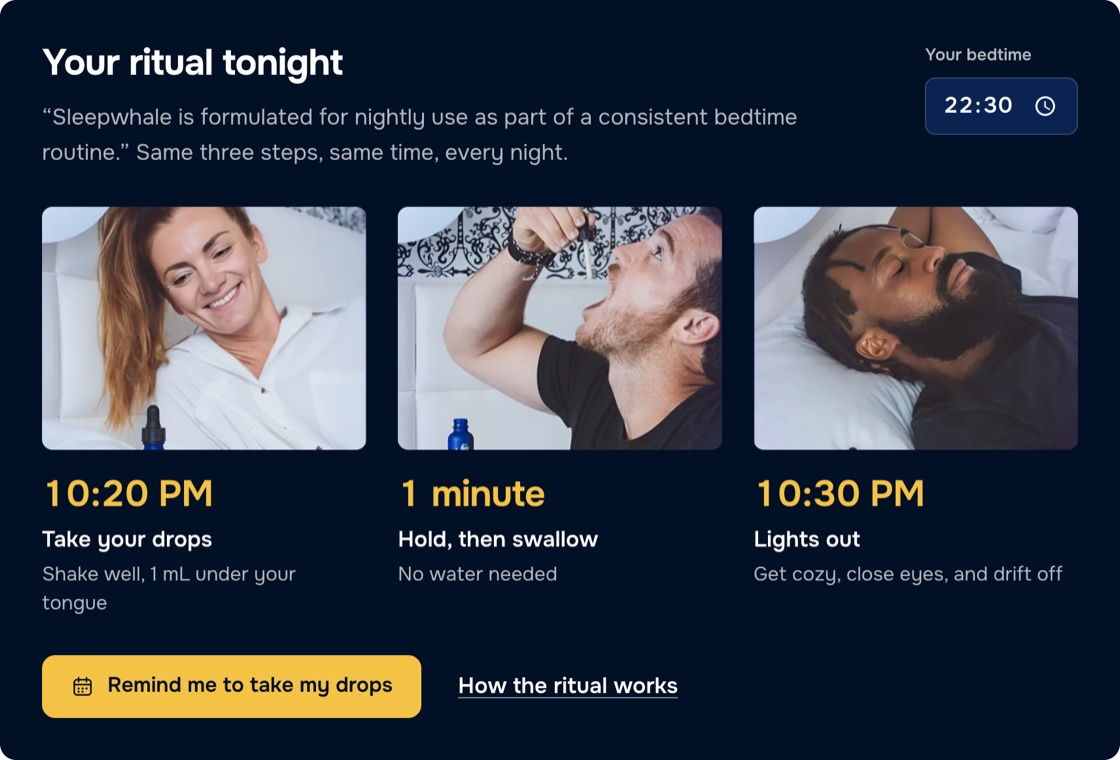 Your ritual tonight
Your bedtime
22:30
“Sleepwhale is formulated for nightly use as part of a consistent bedtime
routine.” Same three steps, same time, every night.
10:20 PM
Take your drops
Shake well, 1 mL under your
tongue
1 minute
Hold, then swallow
No water needed
10:30 PM
Lights out
Get cozy, close eyes, and drift off
Remind me to take my drops
How the ritual works